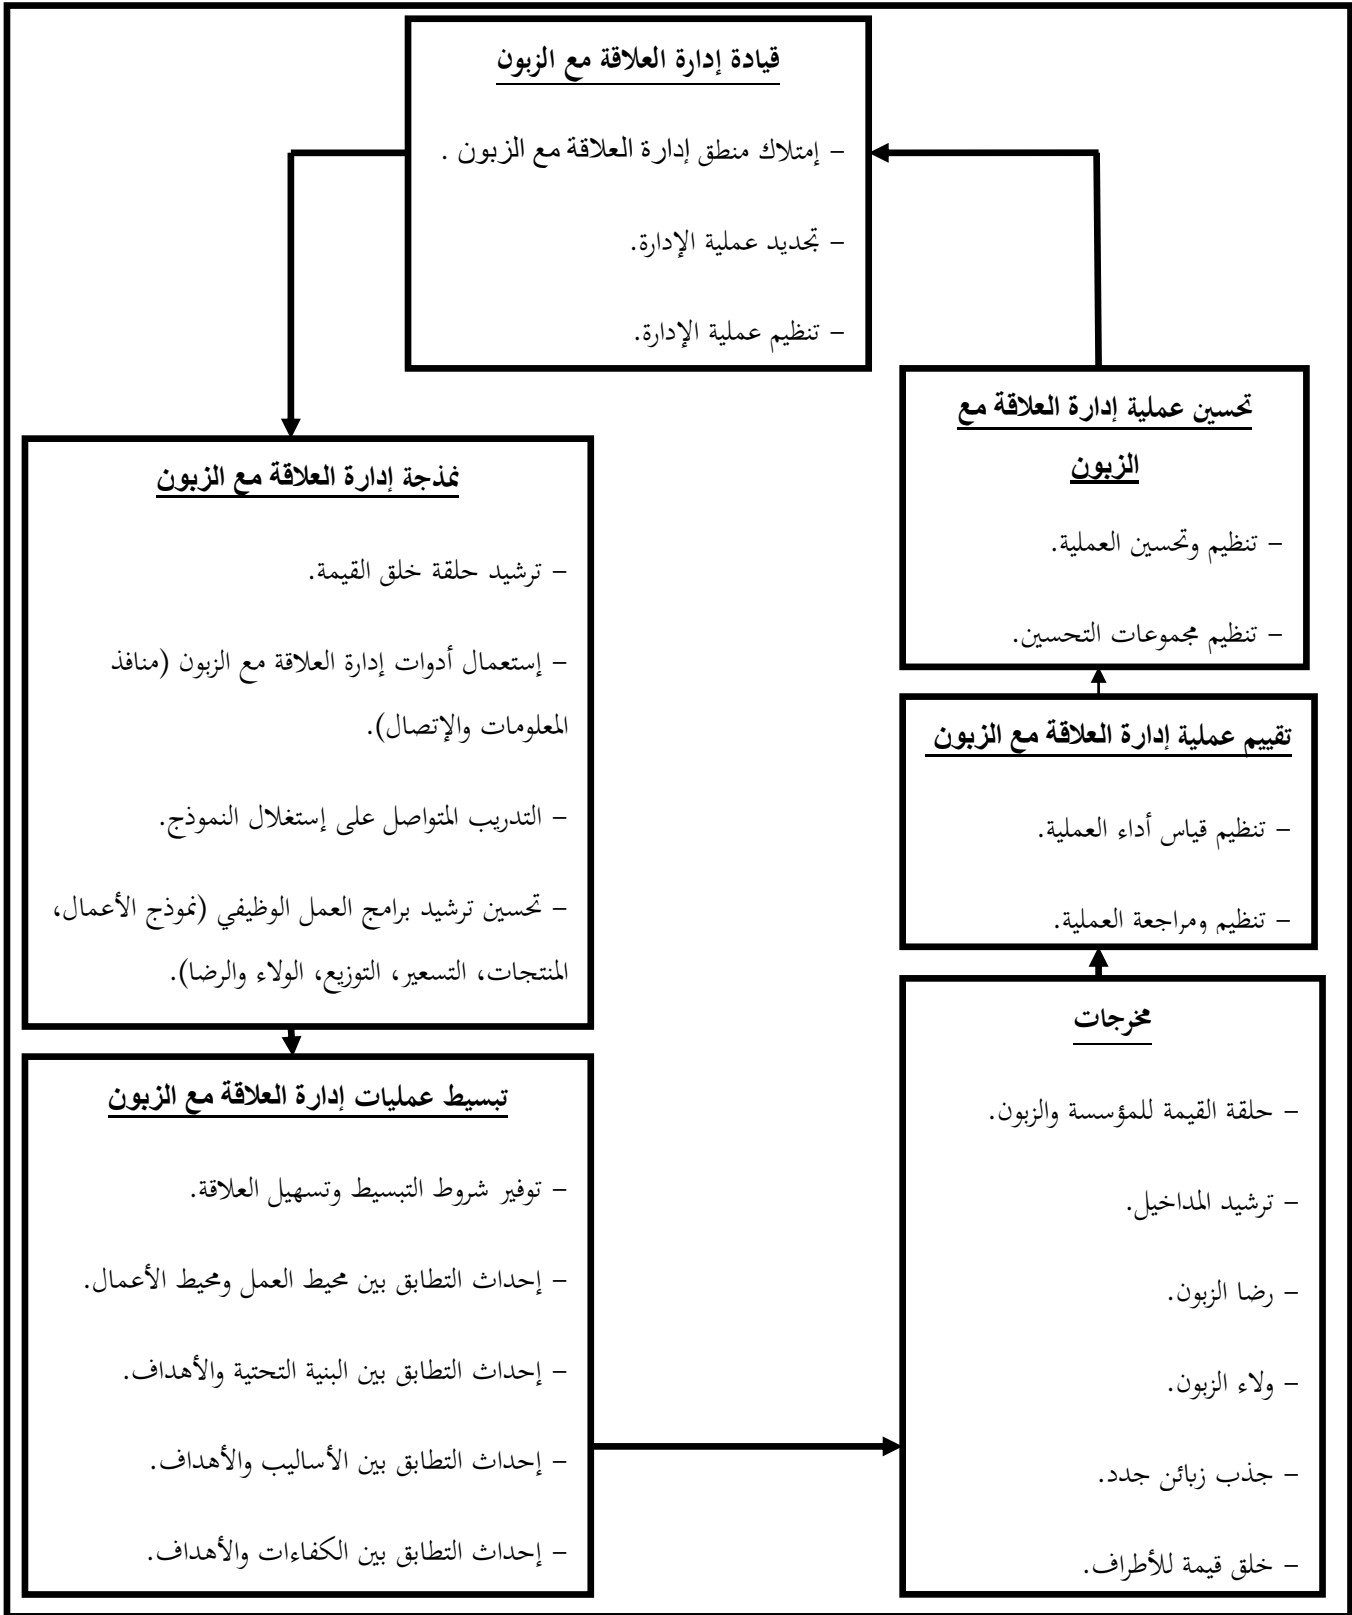 قيادة إدارة العلاقة مع الزبون
– إمتلاك منطق إدارة العلاقة مع الزبون .
– تحديد عملية الإدارة.
– تنظيم عملية الإدارة.
نمذجة إدارة العلاقة مع الزبون
– ترشيد حلقة خلق القيمة.
– إستعمال أدوات إدارة العلاقة مع الزبون (منافذ
المعلومات والإتصال).
– التدريب المتواصل على إستغلال النموذج.
– تحسين ترشيد برامج العمل الوظيفي (نموذج الأعمال،
المنتجات، التسعير، التوزيع، الولاء والرضا).
تبسيط عمليات إدارة العلاقة مع الزبون
– توفير شروط التبسيط وتسهيل العلاقة.
– إحداث التطابق بين محيط العمل ومحيط الأعمال.
– إحداث التطابق بين البنية التحتية والأهداف.
– إحداث التطابق بين الأساليب والأهداف.
– إحداث التطابق بين الكفاءات والأهداف.
مخرجات
– حلقة القيمة للمؤسسة والزبون.
– ترشيد المداخيل.
– رضا الزبون.
– ولاء الزبون.
– جذب زبائن جدد.
– خلق قيمة للأطراف.
تقييم عملية إدارة العلاقة مع الزبون
– تنظيم قياس أداء العملية.
– تنظيم ومراجعة العملية.
تحسين عملية إدارة العلاقة مع
الزبون
– تنظيم وتحسين العملية.
– تنظيم مجموعات التحسين.